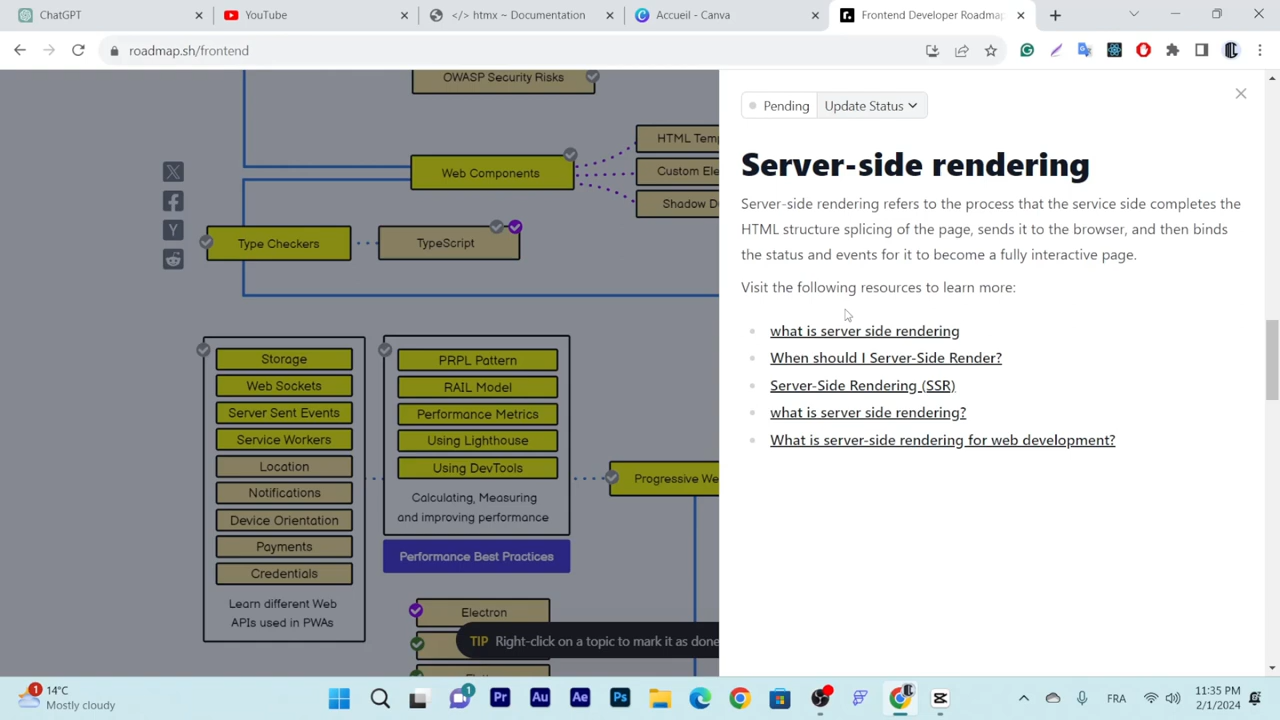 ChatGPT
YouTube
</> htmx ~ Documentation
Accueil - Canva
Frontend Developer Roadmap
roadmap.sh/frontend
OWASP Security Risks
Web Components
HTML Temp
Custom Ele
Shadow D
Type Checkers
TypeScript
Storage
Web Sockets
Server Sent Events
Service Workers
Location
Notifications
Device Orientation
Payments
Credentials
Learn different Web
APIs used in PWAs
PRPL Pattern
RAIL Model
Performance Metrics
Using Lighthouse
Using DevTools
Calculating, Measuring
and improving performance
Performance Best Practices
Progressive We
Electron
TIP Right-click on a topic to mark it as done
Pending
Update Status
Server-side rendering
Server-side rendering refers to the process that the service side completes the
HTML structure splicing of the page, sends it to the browser, and then binds
the status and events for it to become a fully interactive page.
Visit the following resources to learn more:
what is server side rendering
When should I Server-Side Render?
Server-Side Rendering (SSR)
what is server side rendering?
What is server-side rendering for web development?
1
14°C
Mostly cloudy
1
Pr
Au
Ae
Ps
FRA
11:35 PM
2/1/2024